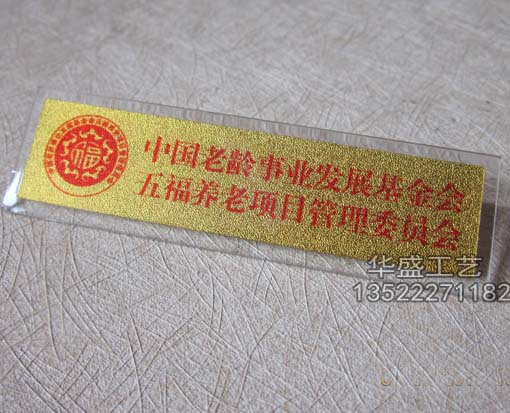 福
中国老龄事业发展基金会
五福养老项目管理委员会
华盛工艺
13522271182